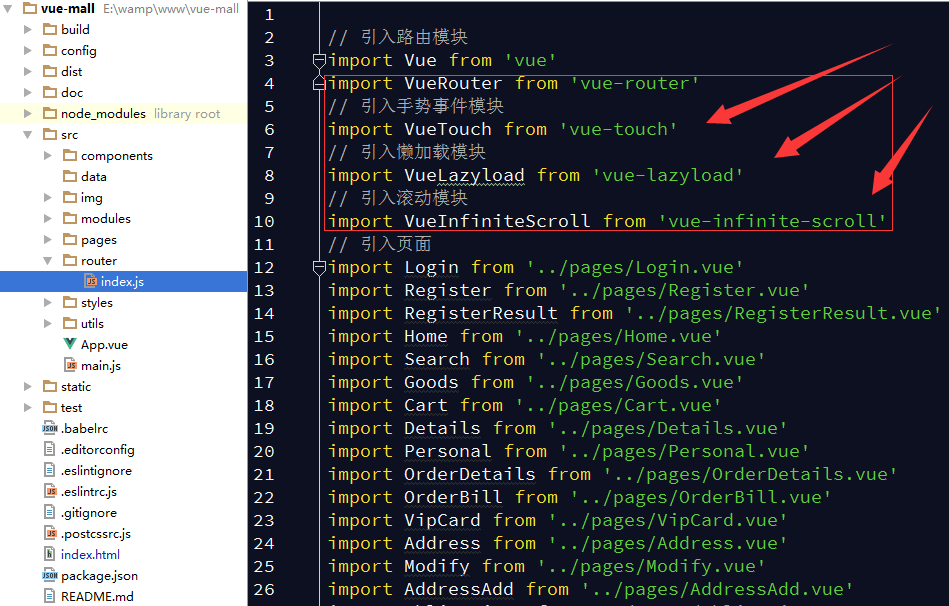 vue-mall E:\wamp\www\vue-mall
build
config
dist
doc
node_modules library root
src
components
data
img
modules
pages
router
index.js
styles
utils
App.vue
main.js
static
test
.babelrc
.editorconfig
.eslintignore
.eslintrc.js
.gitignore
.postcssrc.js
index.html
package.json
README.md
1
2 // 引入路由模块
3 import Vue from 'vue'
4 import VueRouter from 'vue-router'
5 // 引入手势事件模块
6 import VueTouch from 'vue-touch'
7 // 引入懒加载模块
8 import VueLazyload from 'vue-lazyload'
9 // 引入滚动模块
10 import VueInfiniteScroll from 'vue-infinite-scroll'
11 // 引入页面
12 import Login from '../pages/Login.vue'
13 import Register from '../pages/Register.vue'
14 import RegisterResult from '../pages/RegisterResult.vue'
15 import Home from '../pages/Home.vue'
16 import Search from '../pages/Search.vue'
17 import Goods from '../pages/Goods.vue'
18 import Cart from '../pages/Cart.vue'
19 import Details from '../pages/Details.vue'
20 import Personal from '../pages/Personal.vue'
21 import OrderDetails from '../pages/OrderDetails.vue'
22 import OrderBill from '../pages/OrderBill.vue'
23 import VipCard from '../pages/VipCard.vue'
24 import Address from '../pages/Address.vue'
25 import Modify from '../pages/Modify.vue'
26 import AddressAdd from '../pages/AddressAdd.vue'